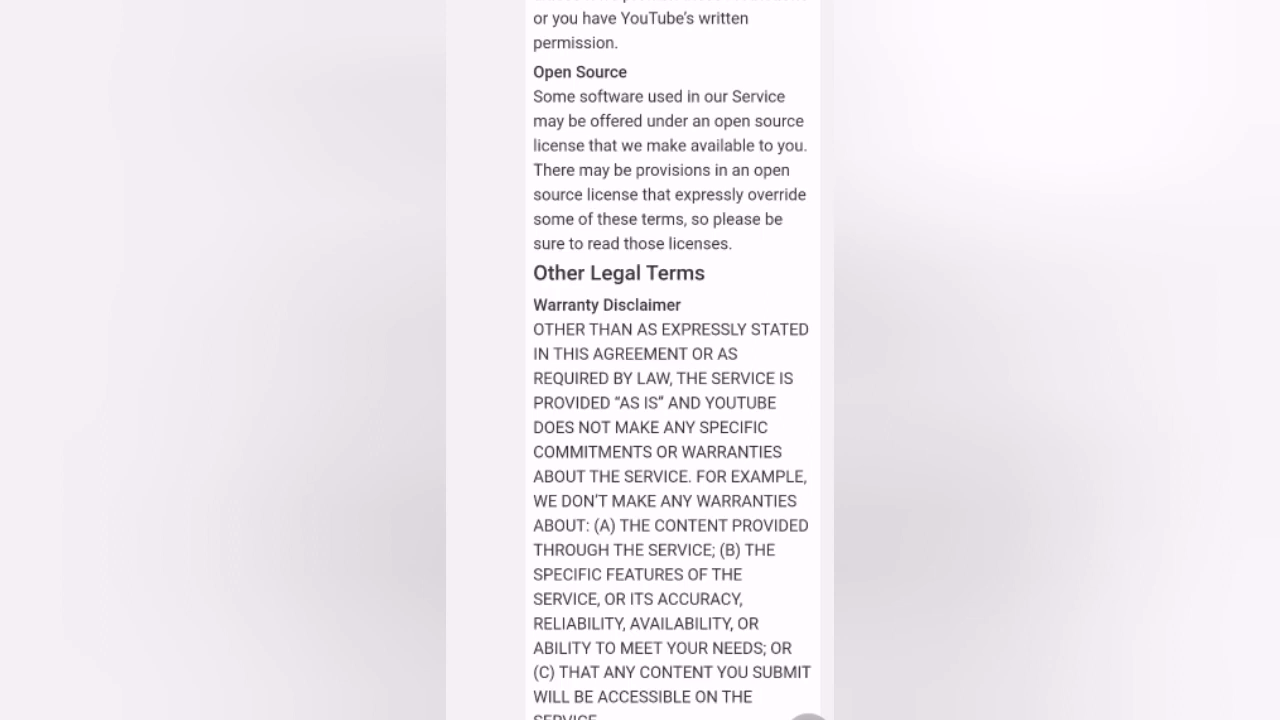 or you have YouTube's written
permission.
Open Source
Some software used in our Service
may be offered under an open source
license that we make available to you.
There may be provisions in an open
source license that expressly override
some of these terms, so please be
sure to read those licenses.
Other Legal Terms
Warranty Disclaimer
OTHER THAN AS EXPRESSLY STATED
IN THIS AGREEMENT OR AS
REQUIRED BY LAW, THE SERVICE IS
PROVIDED “AS IS” AND YOUTUBE
DOES NOT MAKE ANY SPECIFIC
COMMITMENTS OR WARRANTIES
ABOUT THE SERVICE. FOR EXAMPLE,
WE DON'T MAKE ANY WARRANTIES
ABOUT: (A) THE CONTENT PROVIDED
THROUGH THE SERVICE; (B) THE
SPECIFIC FEATURES OF THE
SERVICE, OR ITS ACCURACY,
RELIABILITY, AVAILABILITY, OR
ABILITY TO MEET YOUR NEEDS; OR
(C) THAT ANY CONTENT YOU SUBMIT
WILL BE ACCESSIBLE ON THE